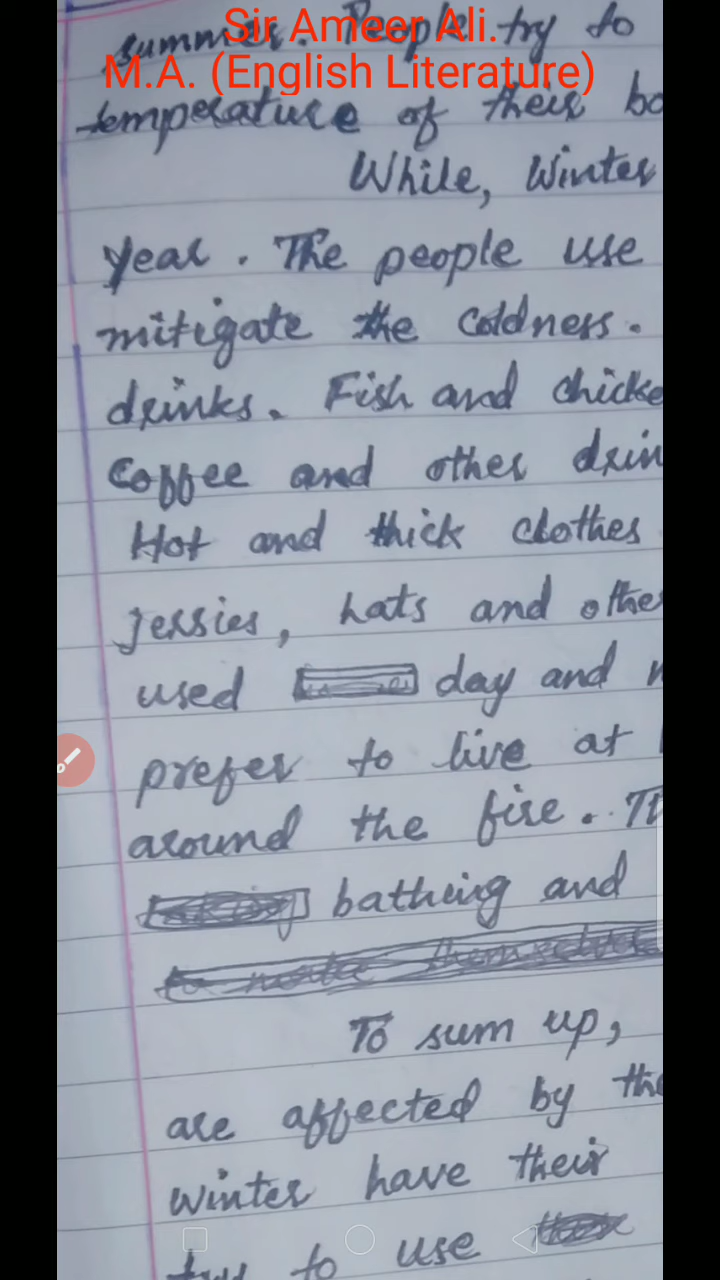 Sir Ameer Ali.
M.A. (English Literature)
summer. People try to
temperature of their bo
While, Winter
year. The people use
mitigate the coldness.
drinks. Fish and chicke
coffee and other drin
Hot and thick clothes
jerssies, hats and othe
used day and n
prefer to live at
around the fire. Th
bathing and
To sum up,
are affected by the
winter have their
try to use